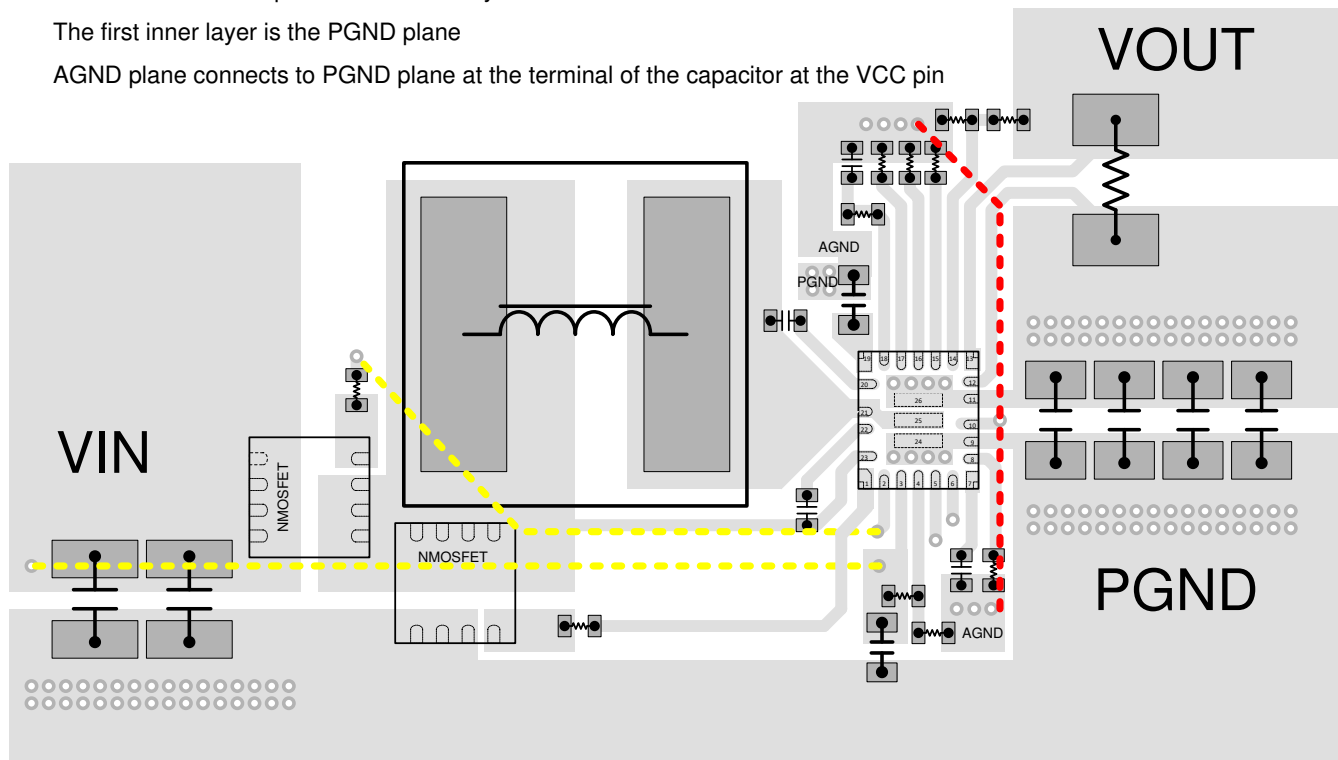 The first inner layer is the PGND plane
AGND plane connects to PGND plane at the terminal of the capacitor at the VCC pin
VOUT
AGND
PGND
19 18 17 16 15 14 13
20
12
26
11
21
25
10
22
24
9
23
8
1 2 3 4 5 6 7
VIN
NMOSFET
NMOSFET
PGND
AGND